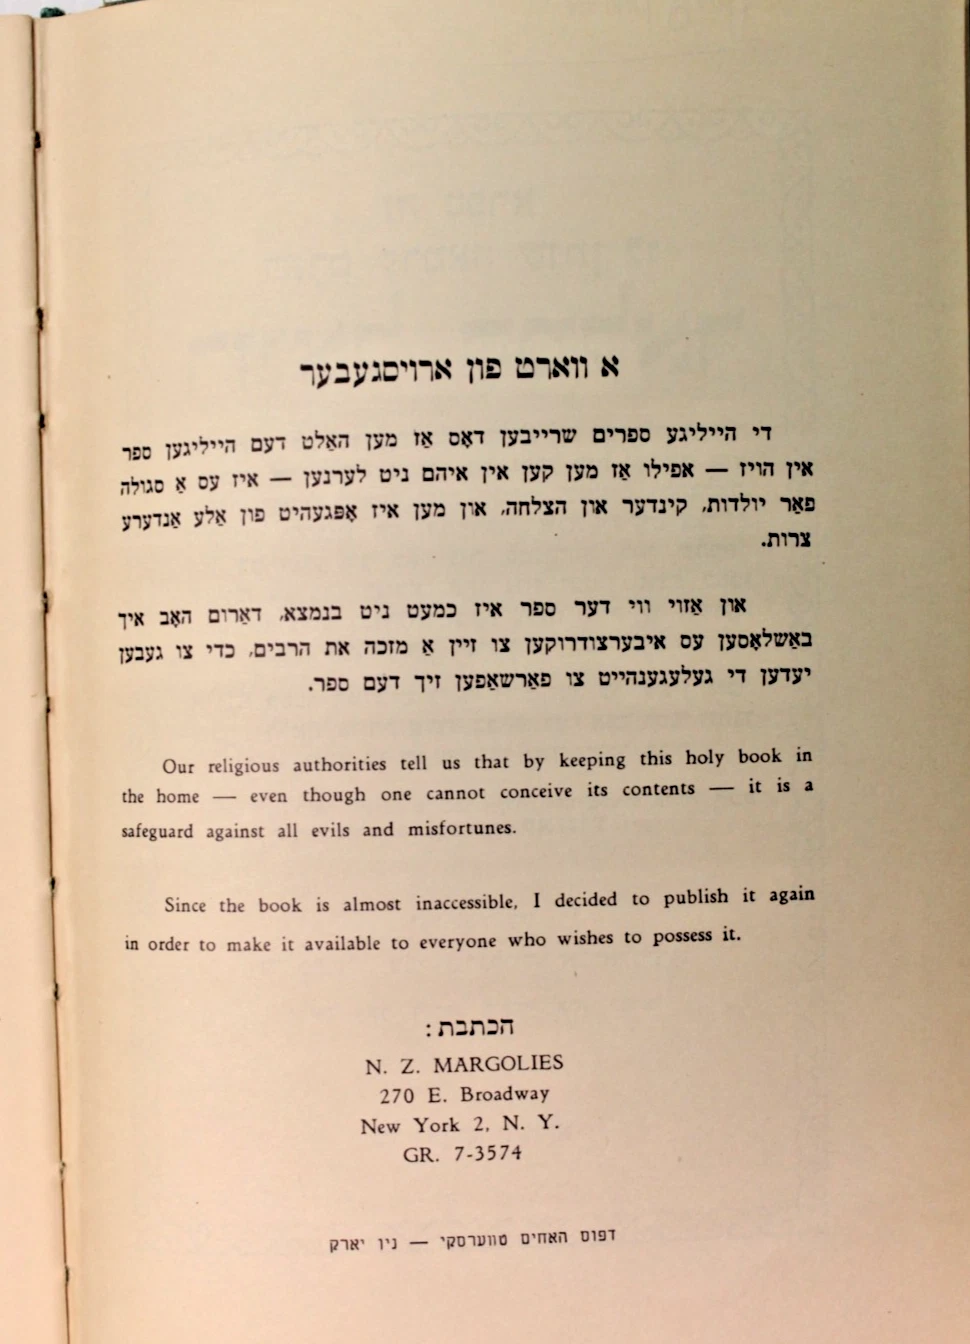 א ווארט פון ארויסגעבער
די הייליגע ספרים שרייבען דאָס אַז מען האַלט דעם הייליגען ספר
אין הויז — אפילו אַז מען קען אין איהם ניט לערנען — איז עס אַ סגולה
פאַר יולדות, קינדער און הצלחה, און מען איז אָפּגעהיט פון אַלע אַנדערע
צרות.
און אַזוי ווי דער ספר איז כמעט ניט בנמצא, דאַרום האָב איך
באַשלאָסען עס איבערצודרוקען צו זיין אַ מזכה את הרבים, כדי צו געבען
יעדען די געלעגענהייט צו פאַרשאַפען זיך דעם ספר.
Our religious authorities tell us that by keeping this holy book in
the home — even though one cannot conceive its contents — it is a
safeguard against all evils and misfortunes.
Since the book is almost inaccessible, I decided to publish it again
in order to make it available to everyone who wishes to possess it.
הכתבת:
N. Z. MARGOLIES
270 E. Broadway
New York 2, N. Y.
GR. 7-3574
דפוס האחים טווערסקי — ניו יארק